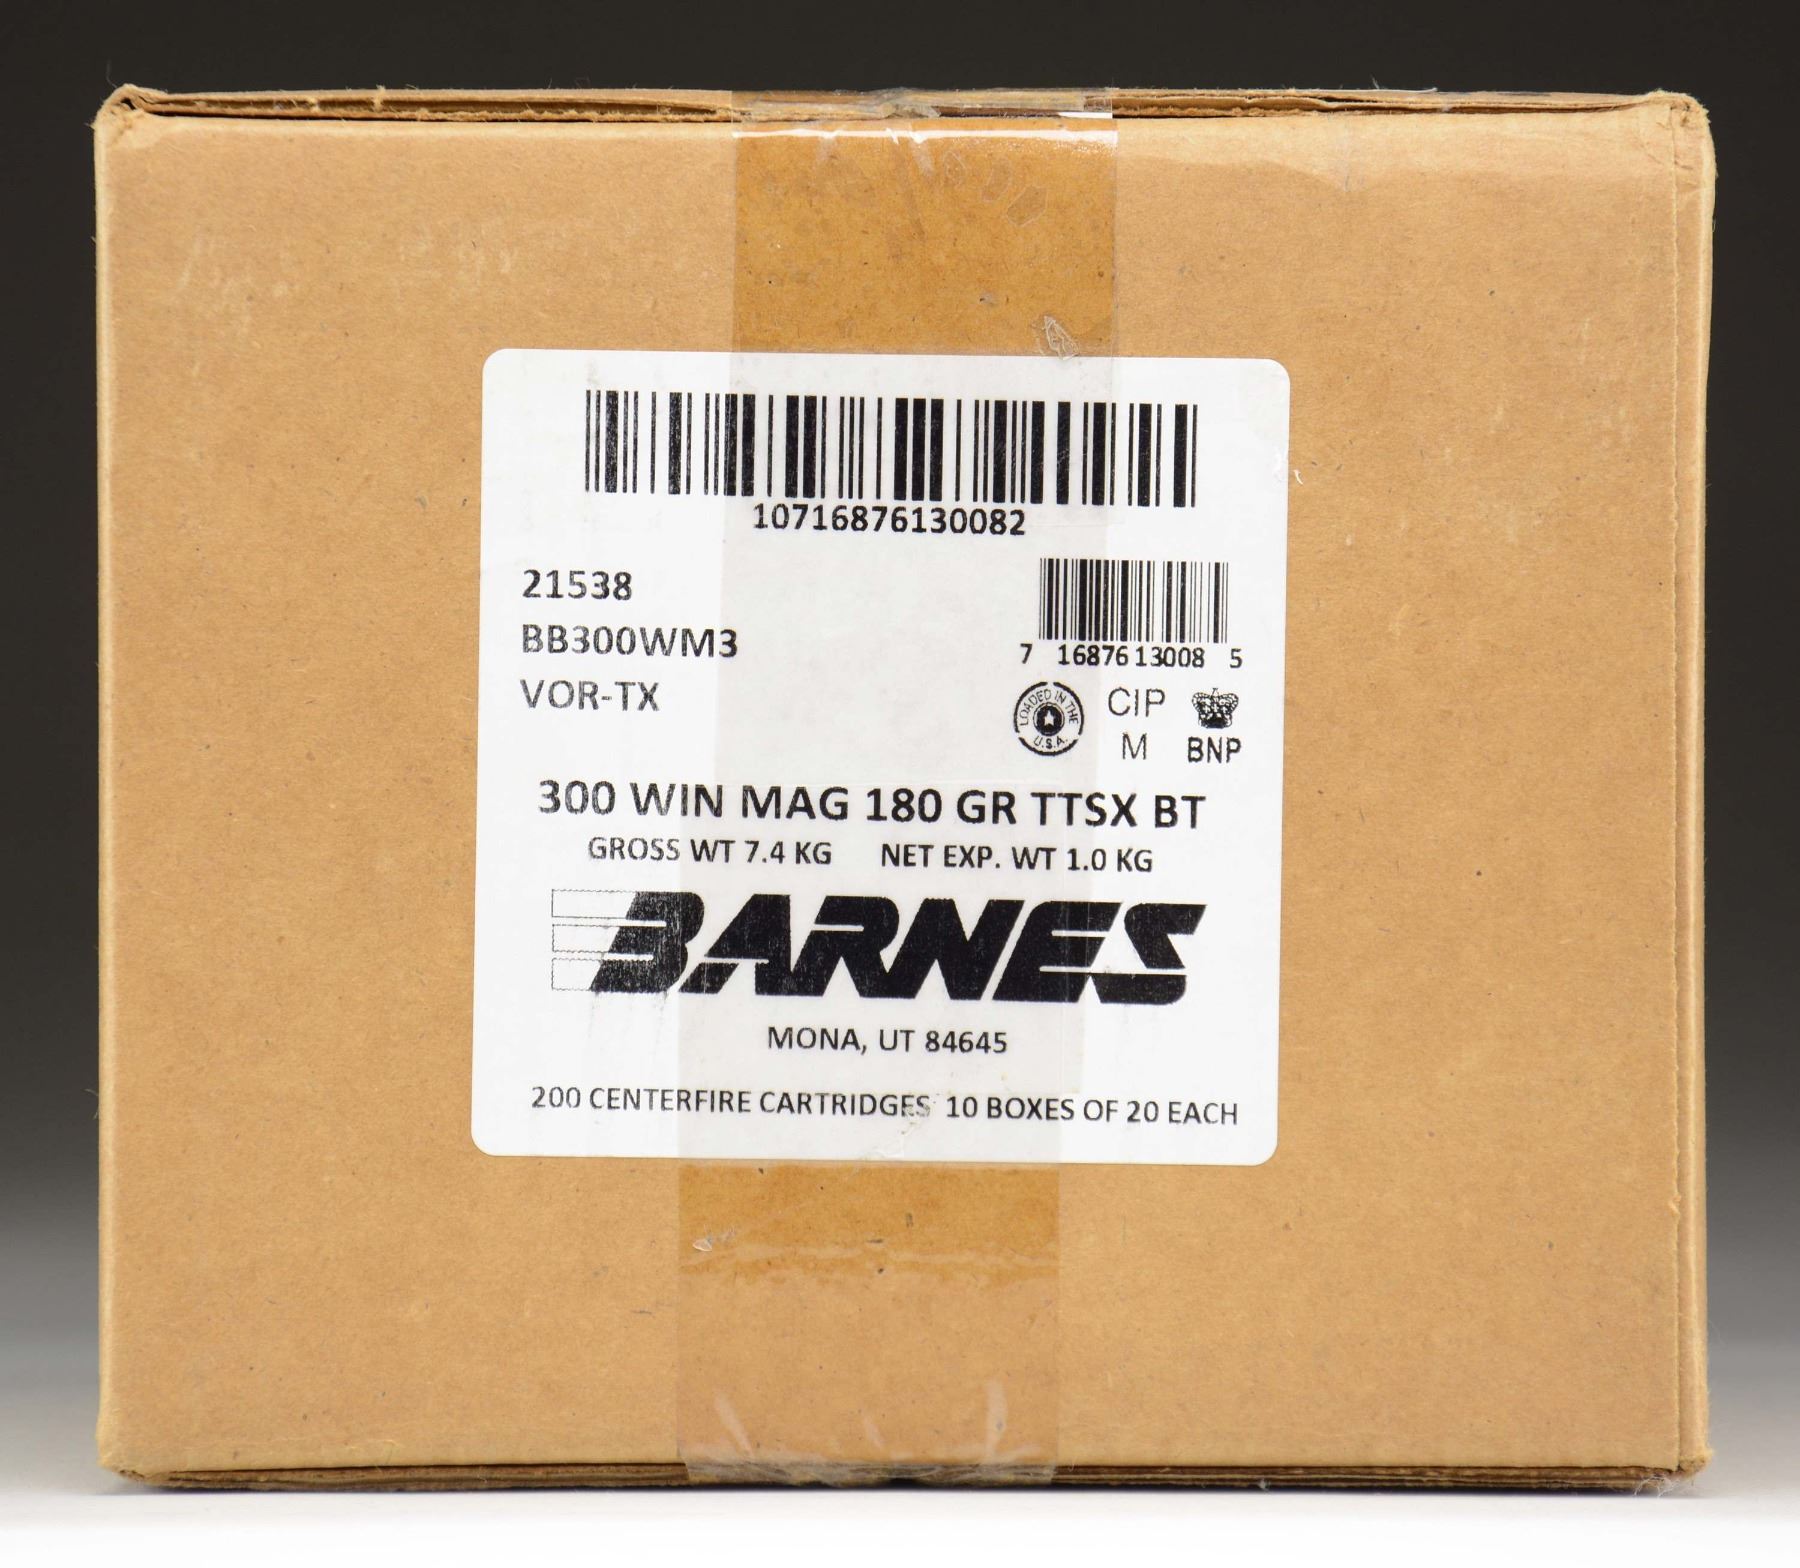 10716876130082
21538
BB300WM3
VOR-TX
7 16876 13008 5
LOADED IN THE U.S.A.
CIP
M
BNP
300 WIN MAG 180 GR TTSX BT
GROSS WT 7.4 KG NET EXP. WT 1.0 KG
BARNES
MONA, UT 84645
200 CENTERFIRE CARTRIDGES 10 BOXES OF 20 EACH